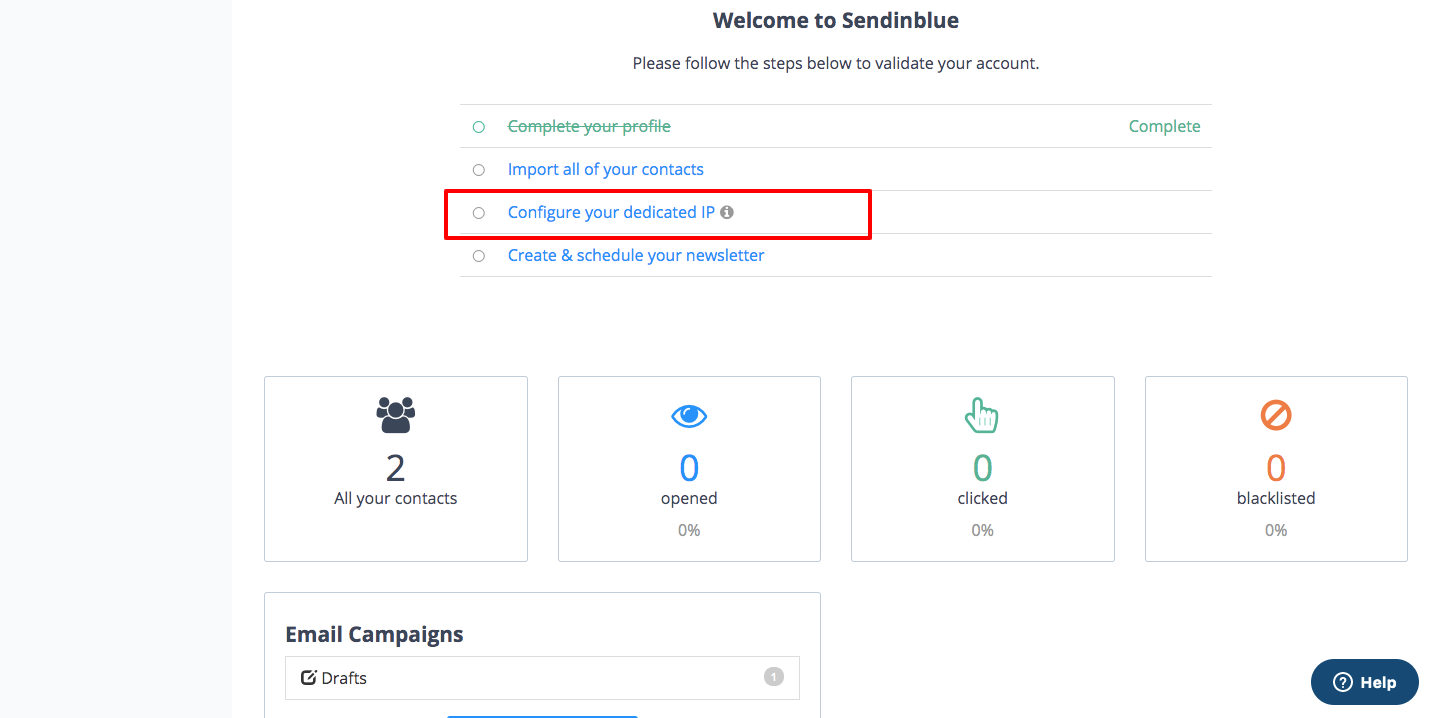 Welcome to Sendinblue
Please follow the steps below to validate your account.
Complete your profile Complete
Import all of your contacts
Configure your dedicated IP
Create & schedule your newsletter
2 0 0 0
All your contacts opened clicked blacklisted
0% 0% 0%
Email Campaigns
Drafts 1
Help